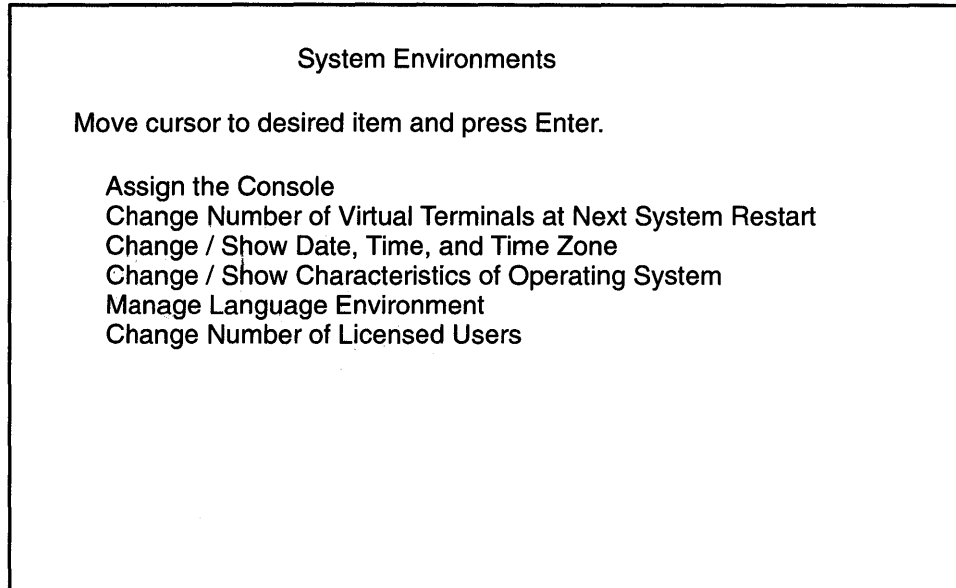 System Environments
Move cursor to desired item and press Enter.
Assign the Console
Change Number of Virtual Terminals at Next System Restart
Change / Show Date, Time, and Time Zone
Change / Show Characteristics of Operating System
Manage Language Environment
Change Number of Licensed Users